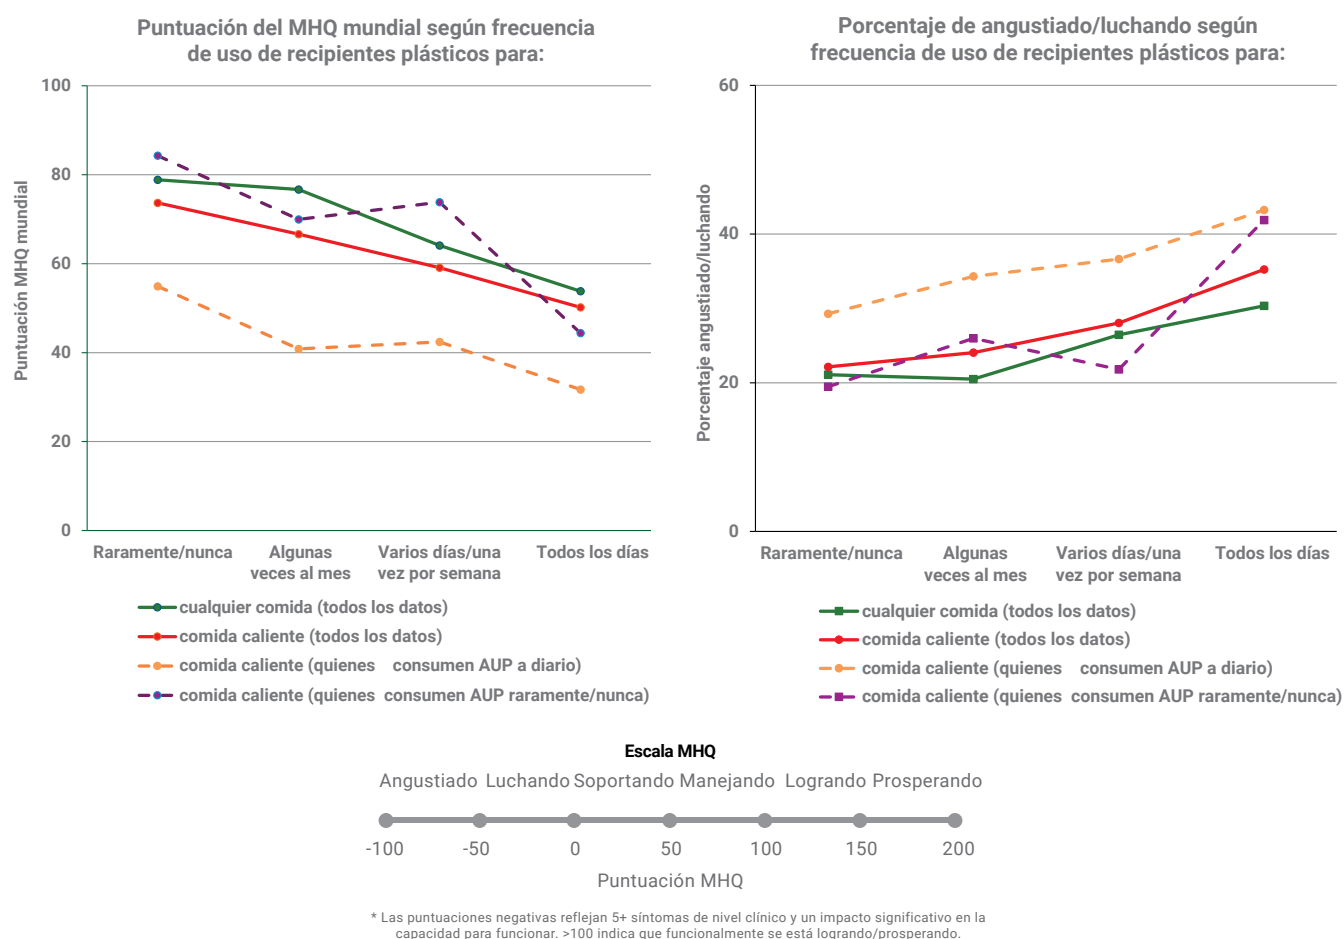 Puntuación del MHQ mundial según frecuencia
de uso de recipientes plásticos para:
Puntuación MHQ mundial
100
80
60
40
20
0
Raramente/nunca
Algunas
veces al mes
Varios días/una
vez por semana
Todos los días
cualquier comida (todos los datos)
comida caliente (todos los datos)
comida caliente (quienes consumen AUP a diario)
comida caliente (quienes consumen AUP raramente/nunca)
Porcentaje de angustiado/luchando según
frecuencia de uso de recipientes plásticos para:
Porcentaje angustiado/luchando
60
40
20
0
Raramente/nunca
Algunas
veces al mes
Varios días/una
vez por semana
Todos los días
cualquier comida (todos los datos)
comida caliente (todos los datos)
comida caliente (quienes consumen AUP a diario)
comida caliente (quienes consumen AUP raramente/nunca)
Escala MHQ
Angustiado Luchando Soportando Manejando Logrando Prosperando
-100 -50 0 50 100 150 200
Puntuación MHQ
* Las puntuaciones negativas reflejan 5+ síntomas de nivel clínico y un impacto significativo en la
capacidad para funcionar. >100 indica que funcionalmente se está logrando/prosperando.